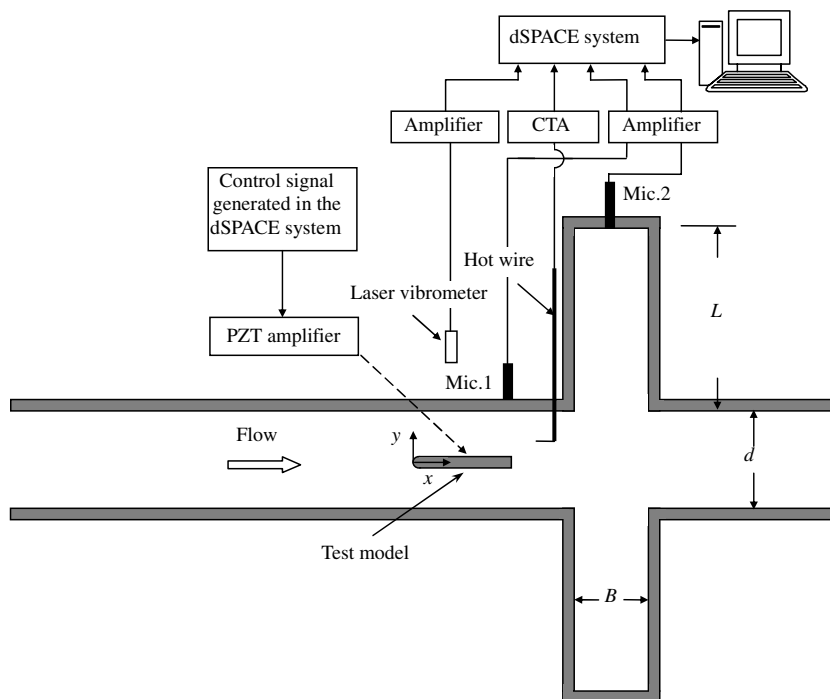 dSPACE system
Amplifier
CTA
Amplifier
Control signal
generated in the
dSPACE system
Mic.2
Hot wire
Laser vibrometer
L
PZT amplifier
Mic.1
Flow
y
x
d
Test model
B